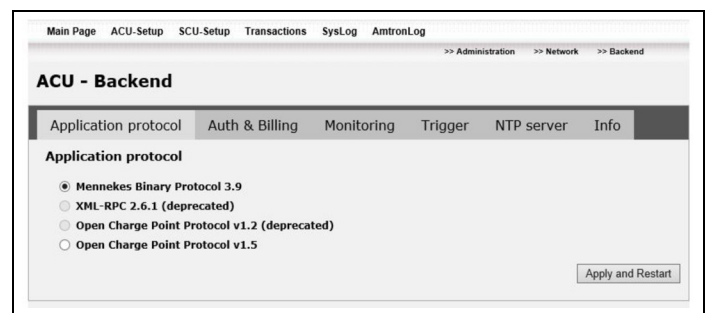 Main Page ACU-Setup SCU-Setup Transactions SysLog AmtronLog
>> Administration >> Network >> Backend
ACU - Backend
Application protocol Auth & Billing Monitoring Trigger NTP server Info
Application protocol
Mennekes Binary Protocol 3.9
XML-RPC 2.6.1 (deprecated)
Open Charge Point Protocol v1.2 (deprecated)
Open Charge Point Protocol v1.5
Apply and Restart